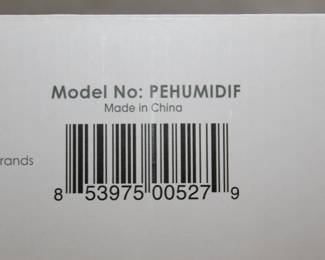 Model No: PEHUMIDIF
Made in China
rands
8 53975 00527 9